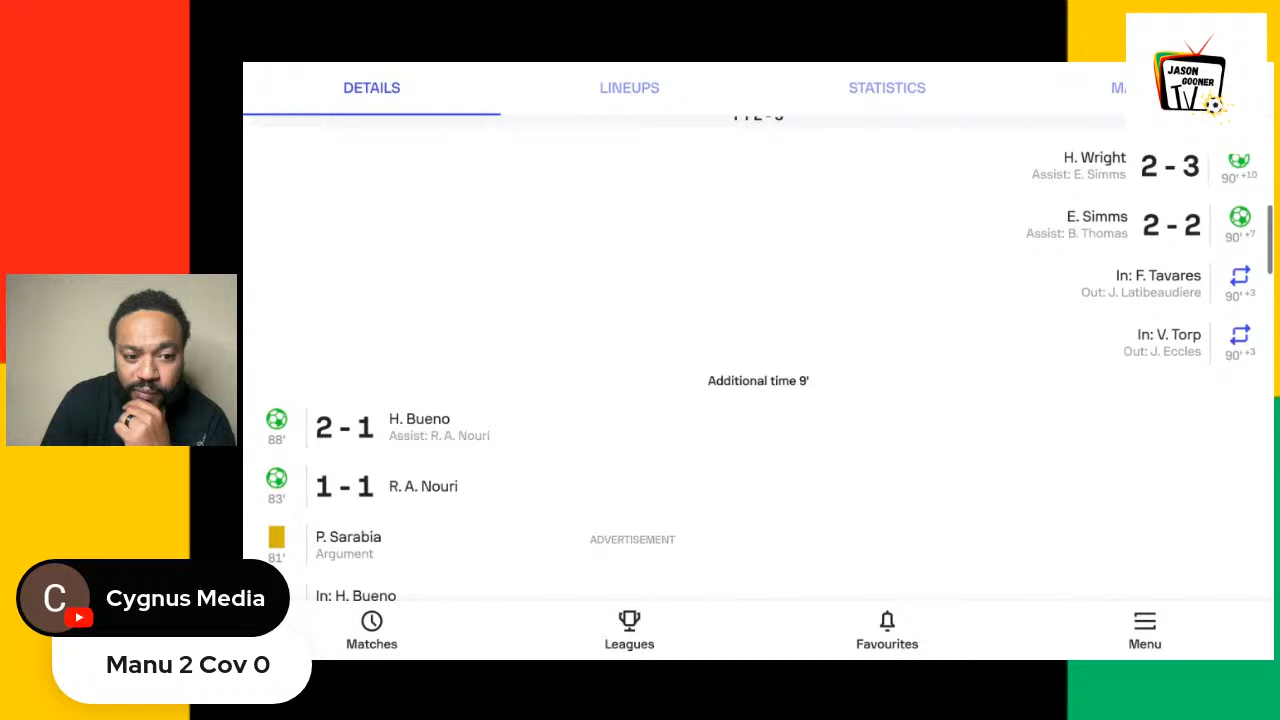 DETAILS
LINEUPS
STATISTICS
JASON
GOONER
TV
H. Wright
Assist: E. Simms
2 - 3
90' +10
E. Simms
Assist: B. Thomas
2 - 2
90' +7
In: F. Tavares
Out: J. Latibeaudiere
90' +3
In: V. Torp
Out: J. Eccles
90' +3
Additional time 9'
88'
2 - 1
H. Bueno
Assist: R. A. Nouri
83'
1 - 1
R. A. Nouri
81'
P. Sarabia
Argument
ADVERTISEMENT
In: H. Bueno
C
Cygnus Media
Manu 2 Cov 0
Matches
Leagues
Favourites
Menu